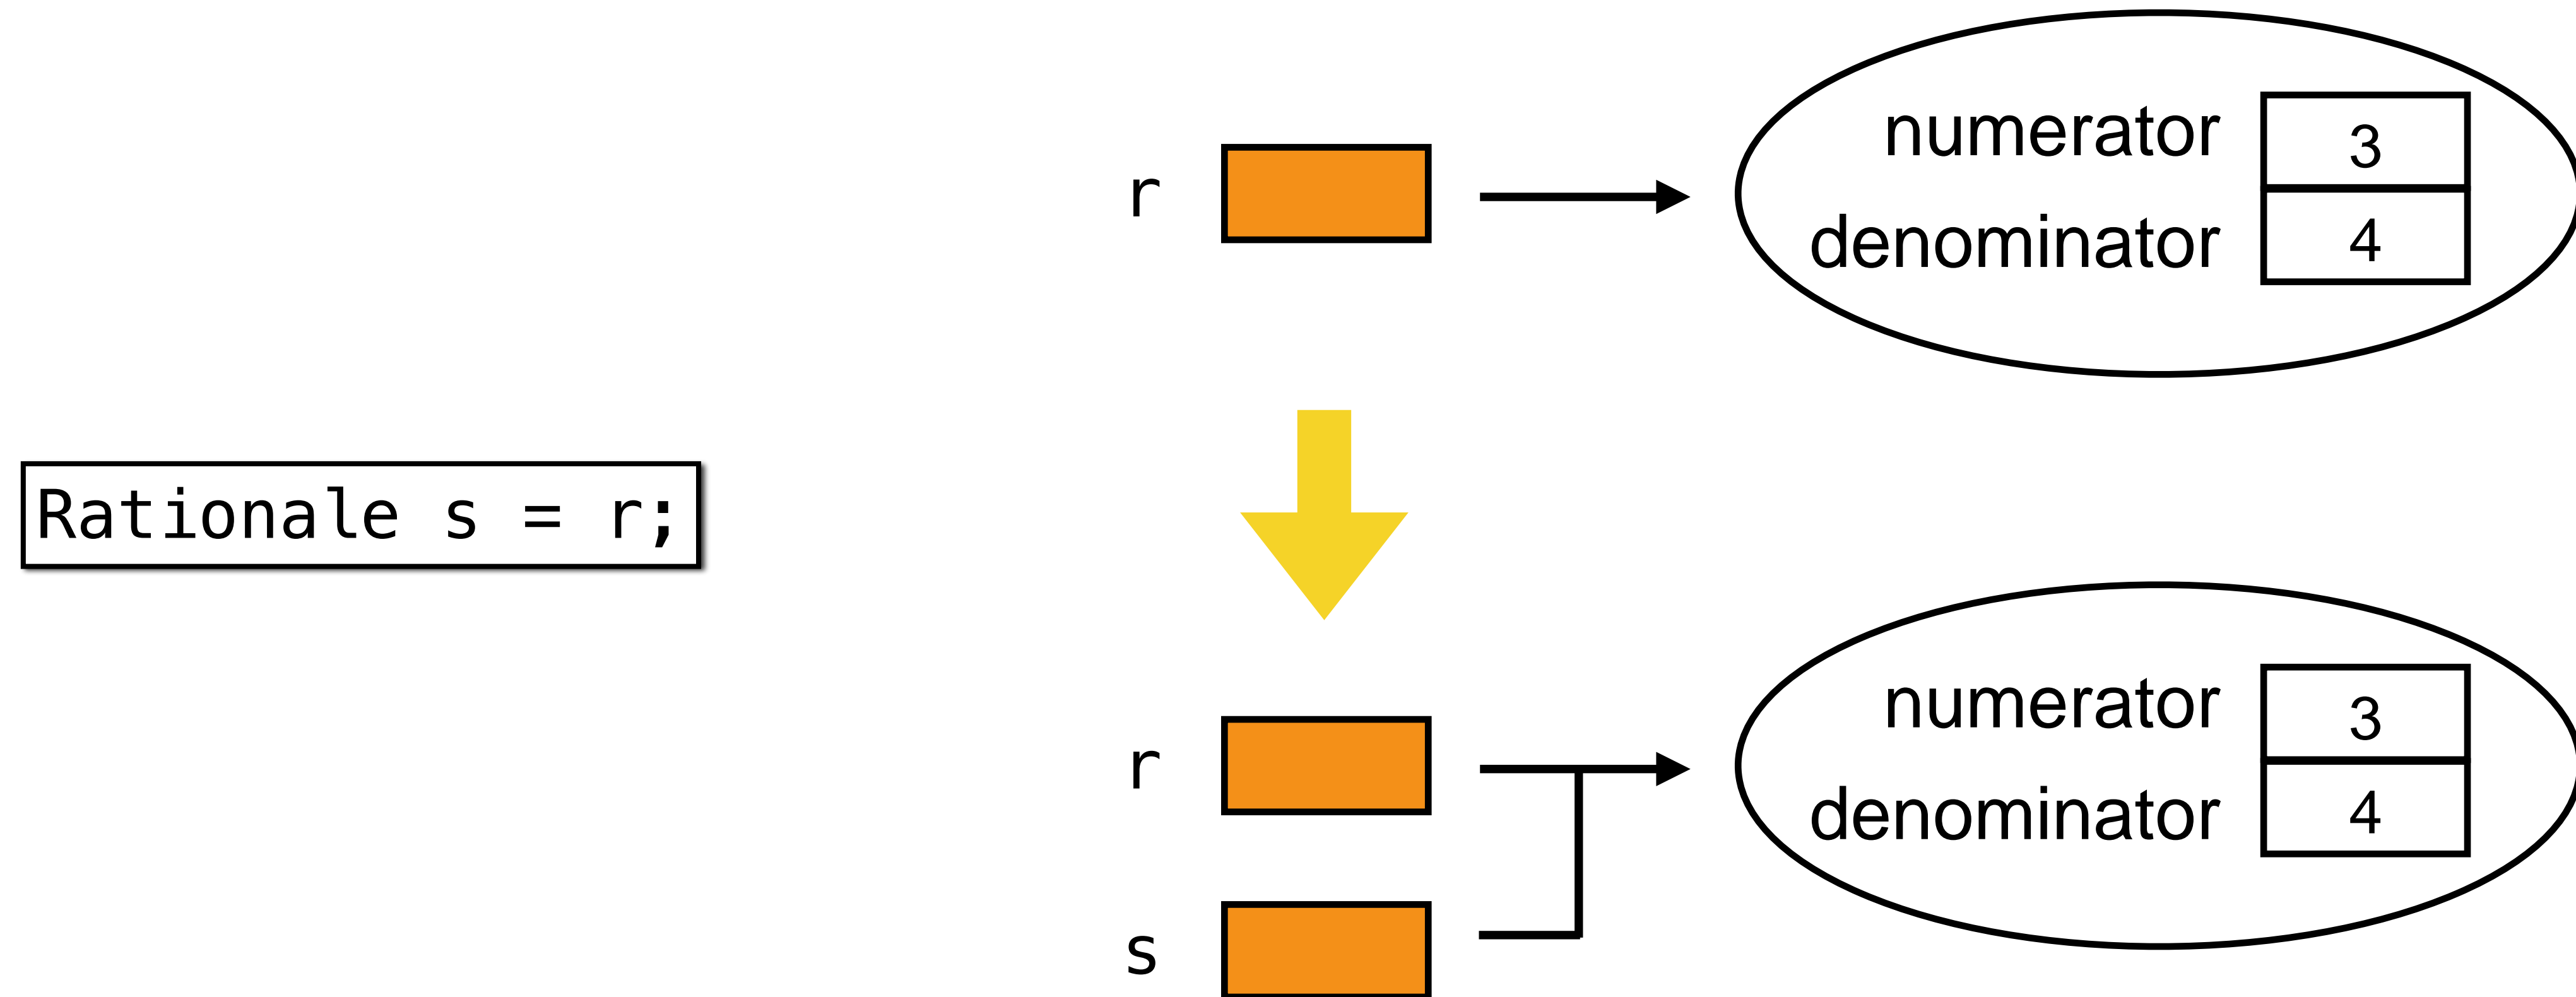 r
numerator 3
denominator 4
Rationale s = r;
r
numerator 3
denominator 4
s